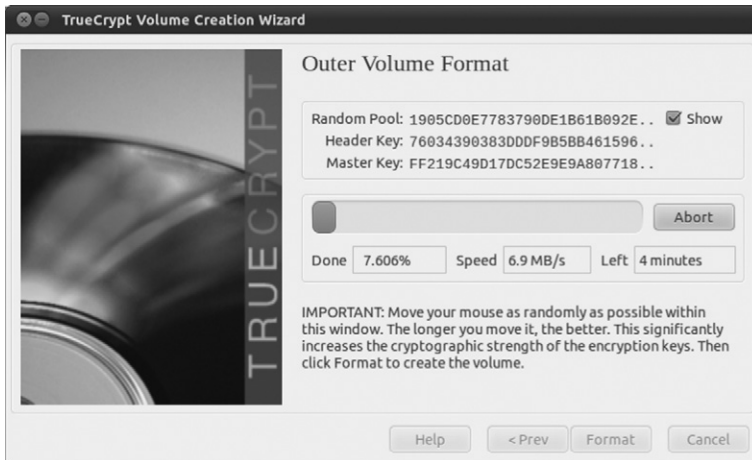 TrueCrypt Volume Creation Wizard
TRUECRYPT
Outer Volume Format
Random Pool: 1905CD0E7783790DE1B61B092E.. Show
Header Key: 76034390383DDDF9B5BB461596..
Master Key: FF219C49D17DC52E9E9A807718..
Abort
Done 7.606% Speed 6.9 MB/s Left 4 minutes
IMPORTANT: Move your mouse as randomly as possible within
this window. The longer you move it, the better. This significantly
increases the cryptographic strength of the encryption keys. Then
click Format to create the volume.
Help < Prev Format Cancel